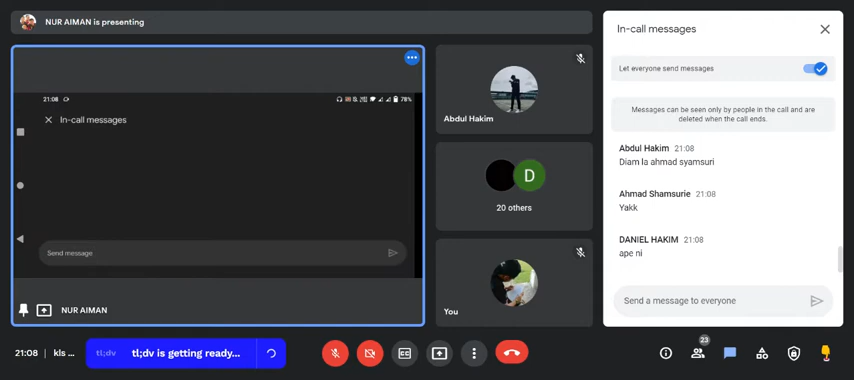 NUR AIMAN is presenting
21:08
78%
In-call messages
Send message
NUR AIMAN
Abdul Hakim
D
20 others
You
In-call messages
Let everyone send messages
Messages can be seen only by people in the call and are
deleted when the call ends.
Abdul Hakim 21:08
Diam la ahmad syamsuri
Ahmad Shamsurie 21:08
Yakk
DANIEL HAKIM 21:08
ape ni
Send a message to everyone
21:08 | kls ...
tl;dv tl;dv is getting ready...
CC
23